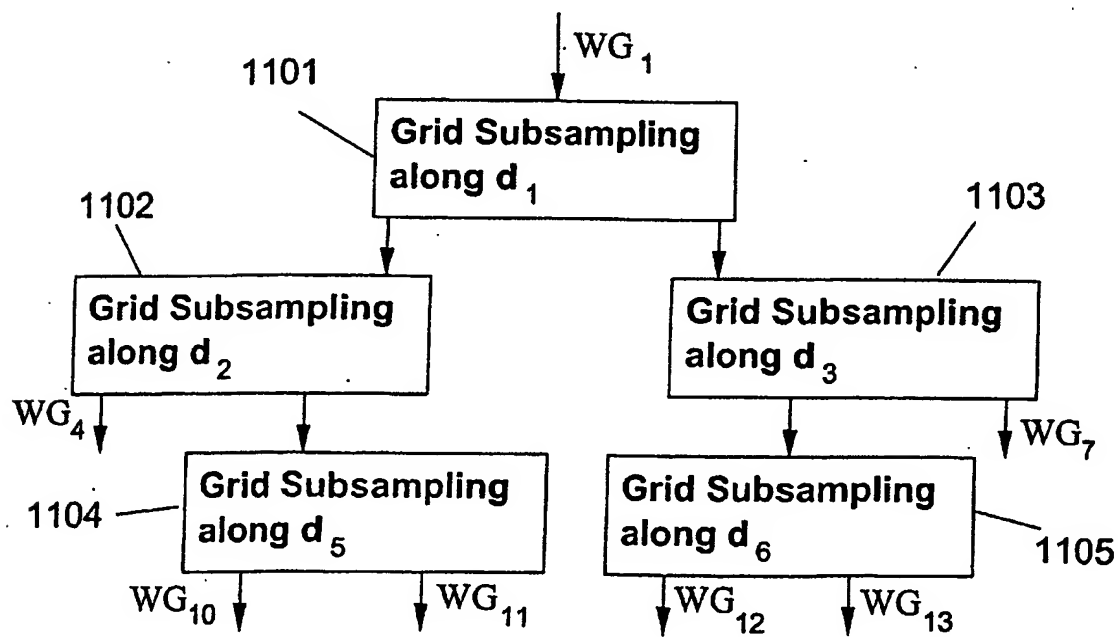 WG1
1101
Grid Subsampling
along d1
1102
1103
Grid Subsampling
along d2
Grid Subsampling
along d3
WG4
WG7
Grid Subsampling
along d5
Grid Subsampling
along d6
1104
1105
WG10
WG11
WG12
WG13